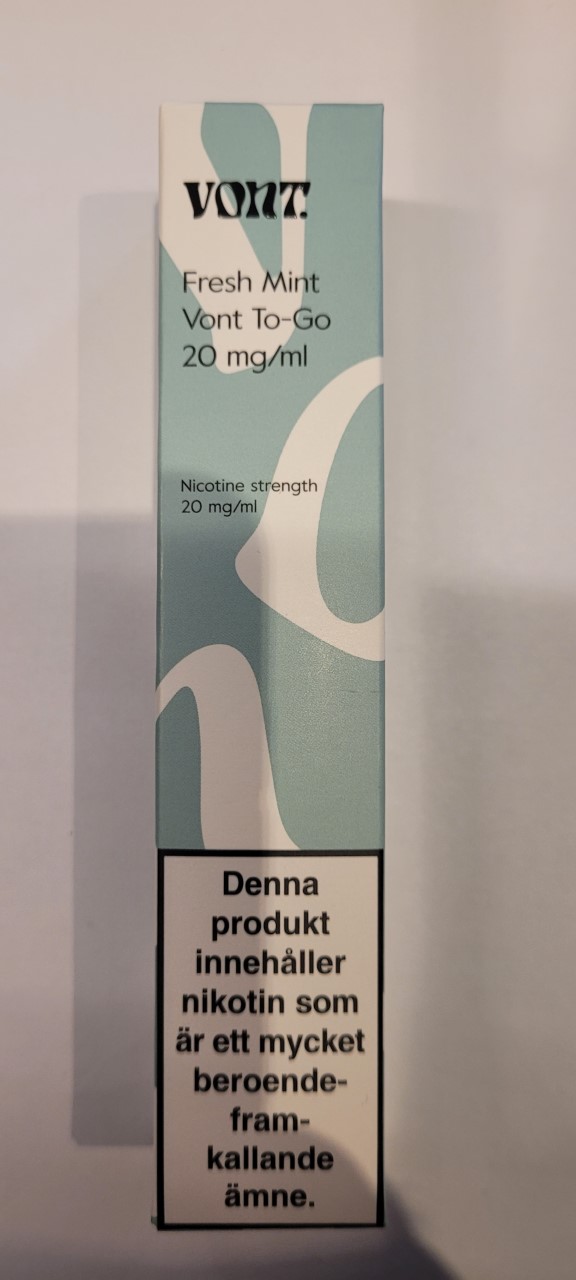 VONT.
Fresh Mint
Vont To-Go
20 mg/ml
Nicotine strength
20 mg/ml
Denna
produkt
innehåller
nikotin som
är ett mycket
beroende-
fram-
kallande
ämne.